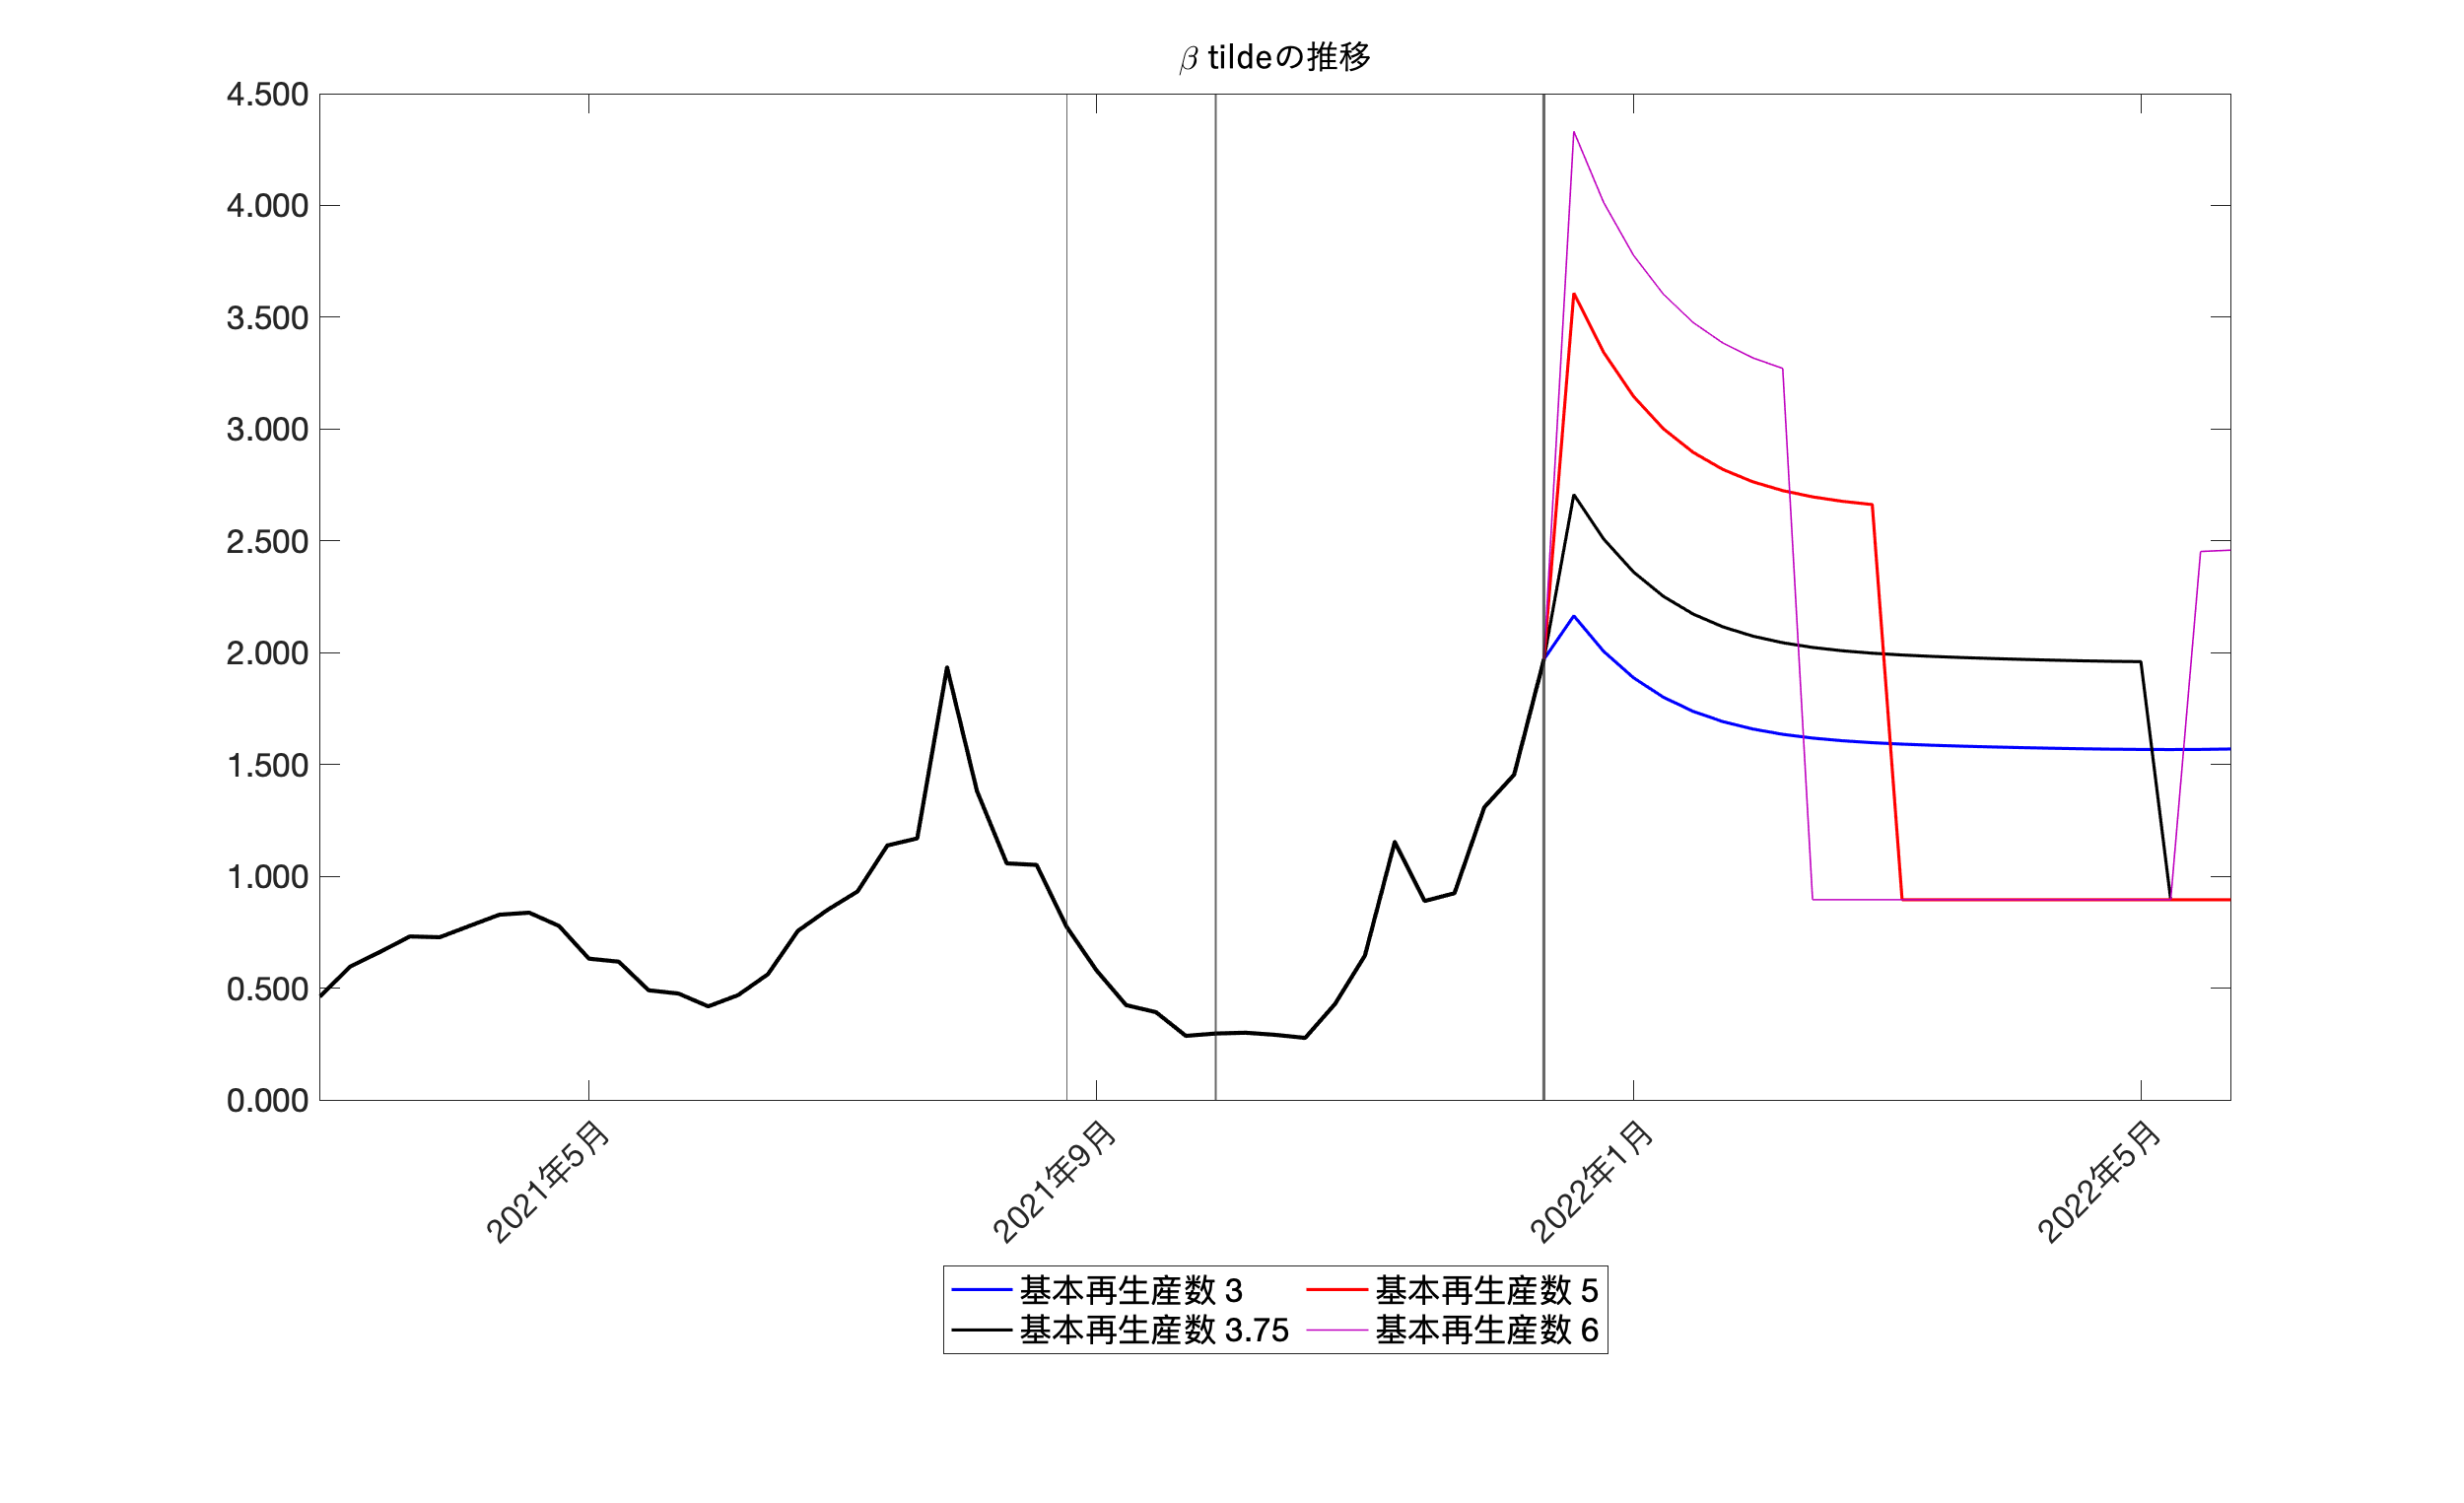 β tildeの推移
4.500
4.000
3.500
3.000
2.500
2.000
1.500
1.000
0.500
0.000
2021年5月
2021年9月
2022年1月
2022年5月
基本再生産数 3
基本再生産数 5
基本再生産数 3.75
基本再生産数 6